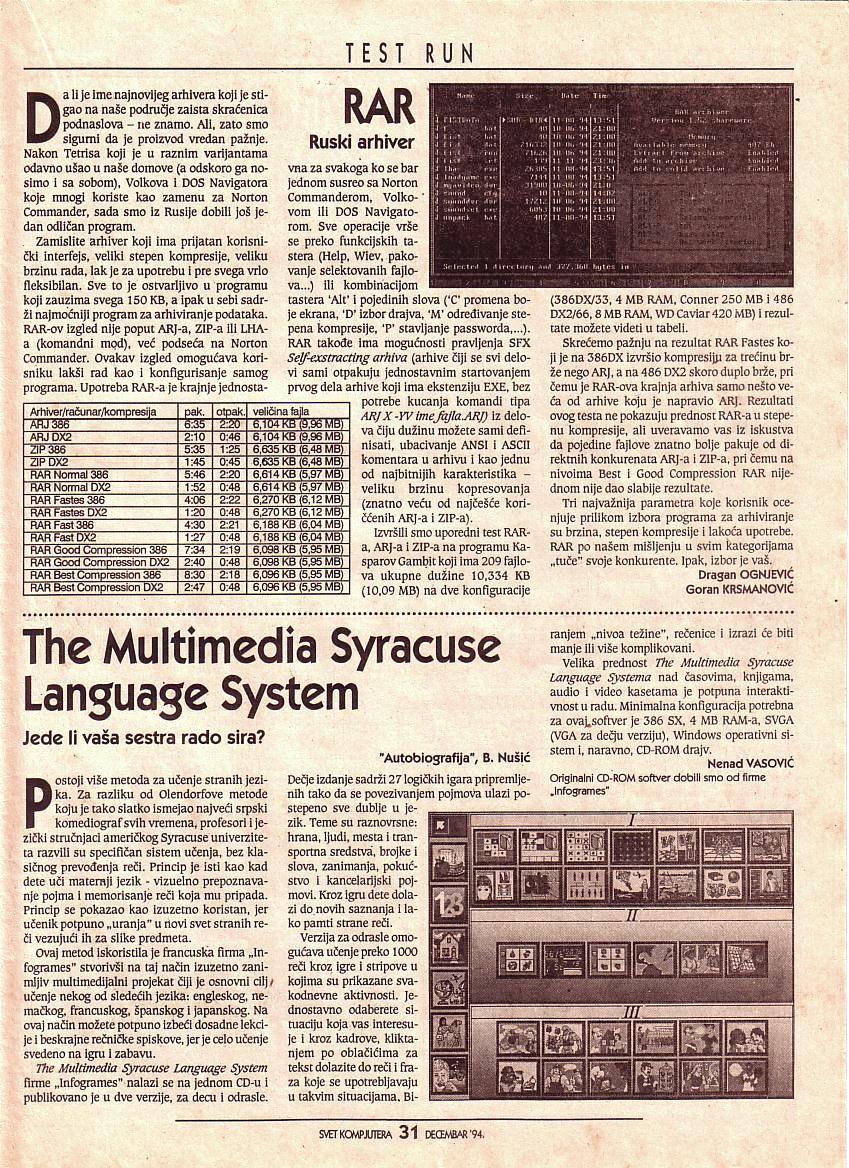 TEST RUN
Da li je ime najnovijeg arhivera koji je sti-
gao na naše područje zaista skraćenica
podnaslova – ne znamo. Ali, zato smo
sigurni da je proizvod vredan pažnje.
Nakon Tetrisa koji je u raznim varijantama
odavno ušao u naše domove (a odskoro ga no-
simo i sa sobom), Volkova i DOS Navigatora
koje mnogi koriste kao zamenu za Norton
Commander, sada smo iz Rusije dobili još je-
dan odličan program.
Zamislite arhiver koji ima prijatan korisni-
čki interfejs, veliki stepen kompresije, veliku
brzinu rada, lak je za upotrebu i pre svega vrlo
fleksibilan. Sve to je ostvarljivo u programu
koji zauzima svega 150 KB, a ipak u sebi sadr-
ži najmoćniji program za arhiviranje podataka.
RAR-ov izgled nije poput ARJ-a, ZIP-a ili LHA-
a (komandni mod), već podseća na Norton
Commander. Ovakav izgled omogućava kori-
sniku lakši rad kao i konfigurisanje samog
programa. Upotreba RAR-a je krajnje jednosta-
RAR
Ruski arhiver
vna za svakoga ko se bar
jednom susreo sa Norton
Commanderom, Volko-
vom ili DOS Navigato-
rom. Sve operacije vrše
se preko funkcijskih ta-
stera (Help, Wiev, pako-
vanje selektovanih fajlo-
va...) ili kombinacijom
tastera 'Alt' i pojedinih slova ('C' promena bo-
je ekrana, 'D' izbor drajva, 'M' određivanje ste-
pena kompresije, 'P' stavljanje passworda,...).
RAR takođe ima mogućnosti pravljenja SFX
Self-exstracting arhiva (arhive čiji se svi delo-
vi sami otpakuju jednostavnim startovanjem
prvog dela arhive koji ima ekstenziju EXE, bez
potrebe kucanja komandi tipa
ARJ X -YV ime_fajla.ARJ) iz delo-
va čiju dužinu možete sami defi-
nisati, ubacivanje ANSI i ASCII
komentara u arhivu i kao jednu
od najbitnijih karakteristika –
veliku brzinu kopresovanja
(znatno veću od najčešće kori-
čćenih ARJ-a i ZIP-a).
Izvršili smo uporedni test RAR-
a, ARJ-a i ZIP-a na programu Ka-
sparov Gambit koji ima 209 fajlo-
va ukupne dužine 10,334 KB
(10,09 MB) na dve konfiguracije
Arhiver/računar/kompresija pak. otpak. veličina fajla
ARJ 386 6:35 2:20 6,104 KB (9,96 MB)
ARJ DX2 2:10 0:46 6,104 KB (9,96 MB)
ZIP 386 5:35 1:25 6,635 KB (6,48 MB)
ZIP DX2 1:45 0:45 6,635 KB (6,48 MB)
RAR Normal 386 5:46 2:20 6,614 KB (5,97 MB)
RAR Normal DX2 1:52 0:48 6,614 KB (5,97 MB)
RAR Fastes 386 4:06 2:22 6,270 KB (6,12 MB)
RAR Fastes DX2 1:20 0:48 6,270 KB (6,12 MB)
RAR Fast 386 4:30 2:21 6,188 KB (6,04 MB)
RAR Fast DX2 1:27 0:48 6,188 KB (6,04 MB)
RAR Good Compression 386 7:34 2:19 6,098 KB (5,95 MB)
RAR Good Compression DX2 2:40 0:48 6,098 KB (5,95 MB)
RAR Best Compression 386 8:30 2:18 6,096 KB (5,95 MB)
RAR Best Compression DX2 2:47 0:48 6,096 KB (5,95 MB)
Name Size Date Time
RAR archiver
Version 1.52 shareware
Memory
Available memory 407 Kb
Extract from archive Enabled
Add to archive Enabled
Add to solid archive Enabled
Selected 1 directory and 327,360 bytes in
(386DX/33, 4 MB RAM, Conner 250 MB i 486
DX2/66, 8 MB RAM, WD Caviar 420 MB) i rezul-
tate možete videti u tabeli.
Skrećemo pažnju na rezultat RAR Fastes ko-
ji je na 386DX izvršio kompresiju za trećinu br-
že nego ARJ, a na 486 DX2 skoro duplo brže, pri
čemu je RAR-ova krajnja arhiva samo nešto ve-
ća od arhive koju je napravio ARJ. Rezultati
ovog testa ne pokazuju prednost RAR-a u stepe-
nu kompresije, ali uveravamo vas iz iskustva
da pojedine fajlove znatno bolje pakuje od di-
rektnih konkurenata ARJ-a i ZIP-a, pri čemu na
nivoima Best i Good Compression RAR nije-
dnom nije dao slabije rezultate.
Tri najvažnija parametra koje korisnik oce-
njuje prilikom izbora programa za arhiviranje
su brzina, stepen kompresije i lakoća upotrebe.
RAR po našem mišljenju u svim kategorijama
„tuče" svoje konkurente. Ipak, izbor je vaš.
Dragan OGNJEVIĆ
Goran KRSMANOVIĆ
The Multimedia Syracuse
Language System
Jede li vaša sestra rado sira?
"Autobiografija", B. Nušić
Postoji više metoda za učenje stranih jezi-
ka. Za razliku od Olendorfove metode
koju je tako slatko ismejao najveći srpski
komediograf svih vremena, profesori i je-
zički stručnjaci američkog Syracuse univerzite-
ta razvili su specifičan sistem učenja, bez kla-
sičnog prevođenja reči. Princip je isti kao kad
dete uči maternji jezik - vizuelno prepoznava-
nje pojma i memorisanje reči koja mu pripada.
Princip se pokazao kao izuzetno koristan, jer
učenik potpuno „uranja" u novi svet stranih re-
či vezujući ih za slike predmeta.
Ovaj metod iskoristila je francuska firma „In-
fogrames" stvorivši na taj način izuzetno zani-
mljiv multimedijalni projekat čiji je osnovni cilj
učenje nekog od sledećih jezika: engleskog, ne-
mačkog, francuskog, španskog i japanskog. Na
ovaj način možete potpuno izbeći dosadne lekci-
je i beskrajne rečničke spiskove, jer je celo učenje
svedeno na igru i zabavu.
The Multimedia Syracuse Language System
firme „Infogrames" nalazi se na jednom CD-u i
publikovano je u dve verzije, za decu i odrasle.
Dečje izdanje sadrži 27 logičkih igara pripremlje-
nih tako da se povezivanjem pojmova ulazi po-
stepeno sve dublje u je-
zik. Teme su raznovrsne:
hrana, ljudi, mesta i tran-
sportna sredstva, brojke i
slova, zanimanja, pokuć-
stvo i kancelarijski poj-
movi. Kroz igru dete dola-
zi do novih saznanja i la-
ko pamti strane reči.
Verzija za odrasle omo-
gućava učenje preko 1000
reči kroz igre i stripove u
kojima su prikazane sva-
kodnevne aktivnosti. Je-
dnostavno odaberete si-
tuaciju koja vas interesu-
je i kroz kadrove, klikta-
njem po oblačićima za
tekst dolazite do reči i fra-
za koje se upotrebljavaju
u takvim situacijama. Bi-
ranjem „nivoa težine", rečenice i izrazi će biti
manje ili više komplikovani.
Velika prednost The Multimedia Syracuse
Language Systema nad časovima, knjigama,
audio i video kasetama je potpuna interakti-
vnost u radu. Minimalna konfiguracija potrebna
za ovaj softver je 386 SX, 4 MB RAM-a, SVGA
(VGA za dečju verziju), Windows operativni si-
stem i, naravno, CD-ROM drajv.
Nenad VASOVIĆ
Originalni CD-ROM softver dobili smo od firme
„Infogrames"
I
123
II
III
SVET KOMPJUTERA 31 DECEMBAR '94.